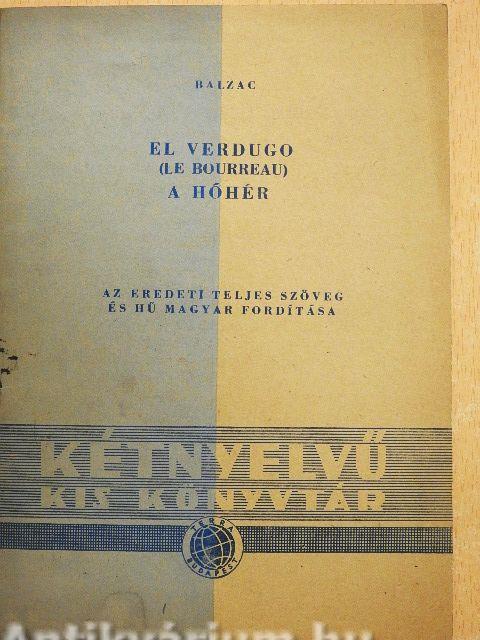 BALZAC
EL VERDUGO
(LE BOURREAU)
A HÓHÉR
AZ EREDETI TELJES SZÖVEG
ÉS HŰ MAGYAR FORDÍTÁSA
KÉTNYELVŰ
KIS KÖNYVTÁR
TERRA
BUDAPEST
Antikvárium.hu